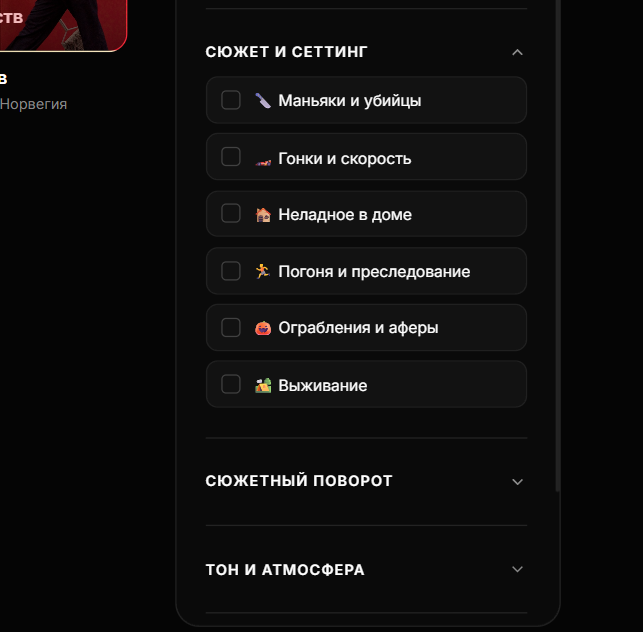 ств
в
Норвегия
СЮЖЕТ И СЕТТИНГ
Маньяки и убийцы
Гонки и скорость
Неладное в доме
Погоня и преследование
Ограбления и аферы
Выживание
СЮЖЕТНЫЙ ПОВОРОТ
ТОН И АТМОСФЕРА